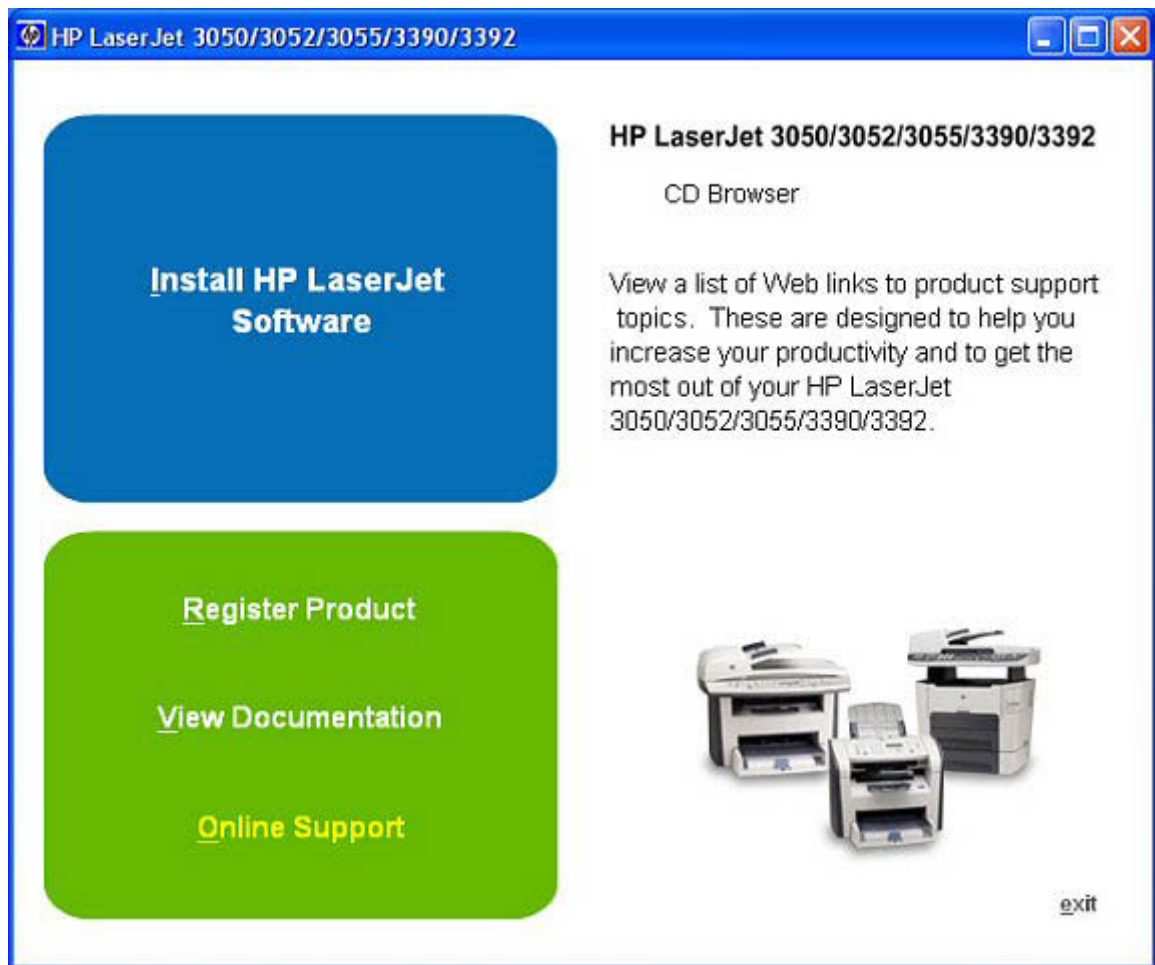 HP LaserJet 3050/3052/3055/3390/3392
Install HP LaserJet
Software
Register Product
View Documentation
Online Support
HP LaserJet 3050/3052/3055/3390/3392
CD Browser
View a list of Web links to product support
topics. These are designed to help you
increase your productivity and to get the
most out of your HP LaserJet
3050/3052/3055/3390/3392.
exit